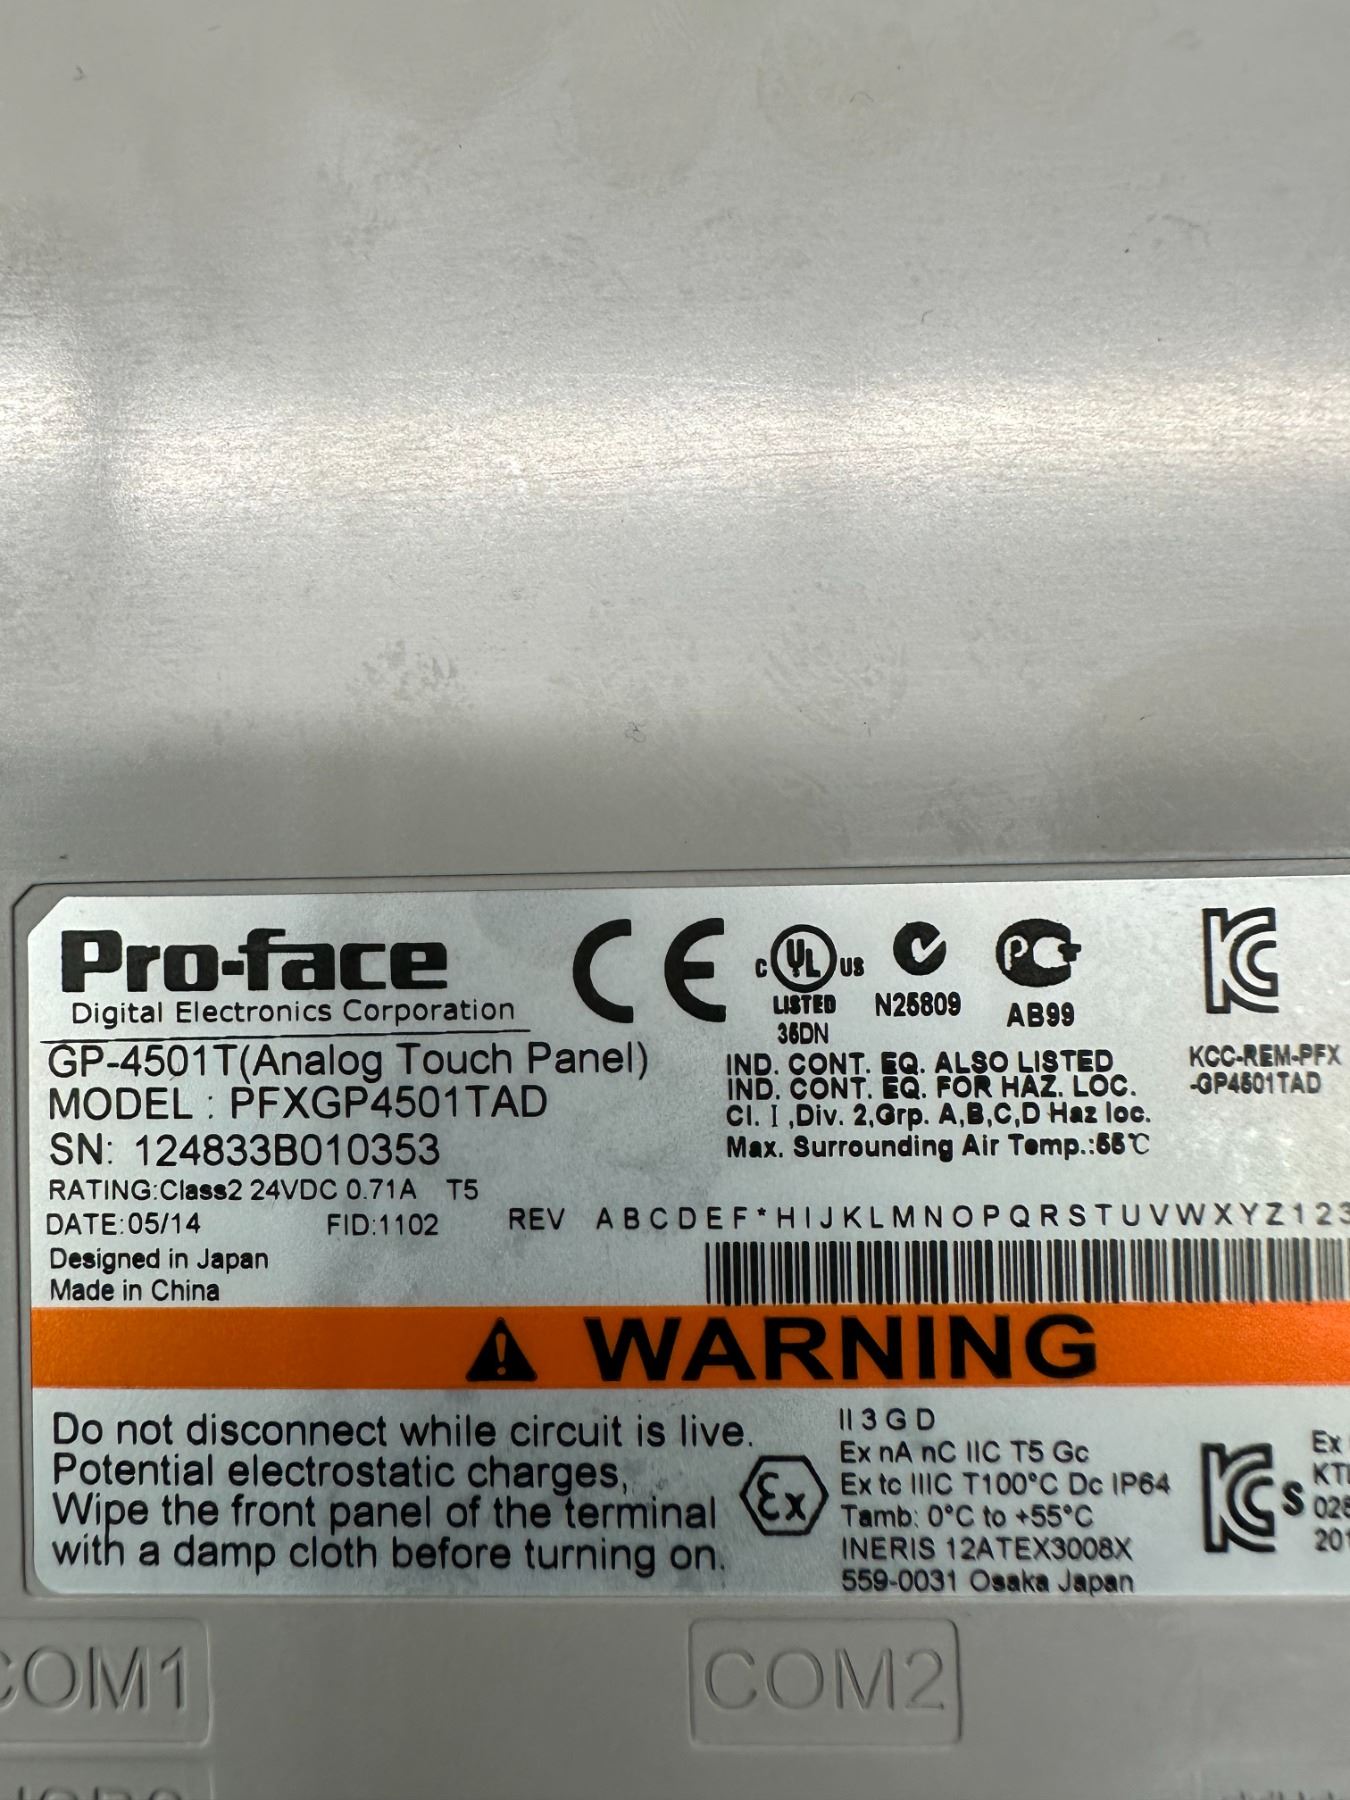 Pro-face
Digital Electronics Corporation
GP-4501T(Analog Touch Panel)
MODEL : PFXGP4501TAD
SN: 124833B010353
RATING:Class2 24VDC 0.71A T5
DATE:05/14 FID:1102
Designed in Japan
Made in China
CE
C UL US
LISTED
36DN
N25809
PC
AB99
KCC-REM-PFX
-GP4501TAD
IND. CONT. EQ. ALSO LISTED
IND. CONT. EQ. FOR HAZ. LOC.
Cl. I ,Div. 2,Grp. A,B,C,D Haz loc.
Max. Surrounding Air Temp.:55℃
REV A B C D E F * H I J K L M N O P Q R S T U V W X Y Z 1 2 3
WARNING
Do not disconnect while circuit is live.
Potential electrostatic charges,
Wipe the front panel of the terminal
with a damp cloth before turning on.
Ex
II 3 G D
Ex nA nC IIC T5 Gc
Ex tc IIIC T100°C Dc IP64
Tamb: 0°C to +55°C
INERIS 12ATEX3008X
559-0031 Osaka Japan
S
Ex
COM1
COM2